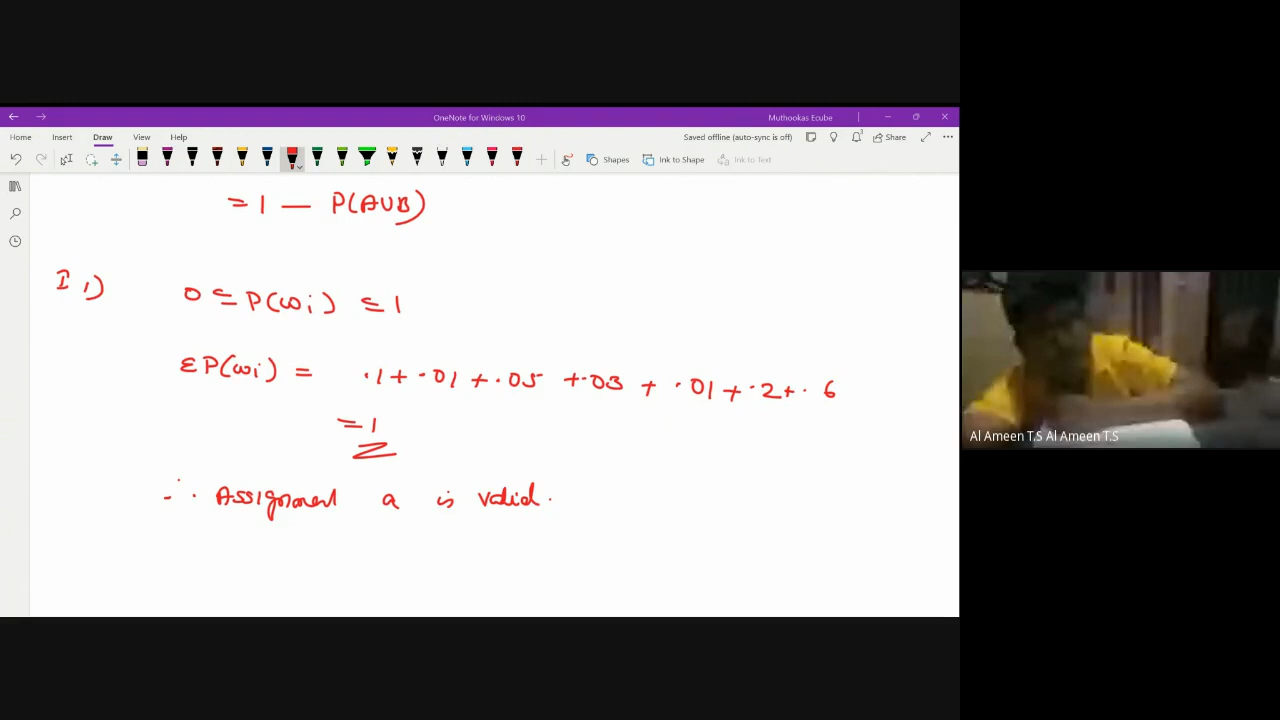 OneNote for Windows 10
Muthookas Ecube
Home Insert Draw View Help
Saved offline (auto-sync is off)
Share
Shapes
Ink to Shape
Ink to Text
= 1 — P(A∪B)
I 1) 0 ≤ P(ωi) ≤ 1
ΣP(ωi) = .1 + .01 + .05 + .03 + .01 + .2 + .6
= 1
∴ Assignment a is valid.
Al Ameen T.S Al Ameen T.S